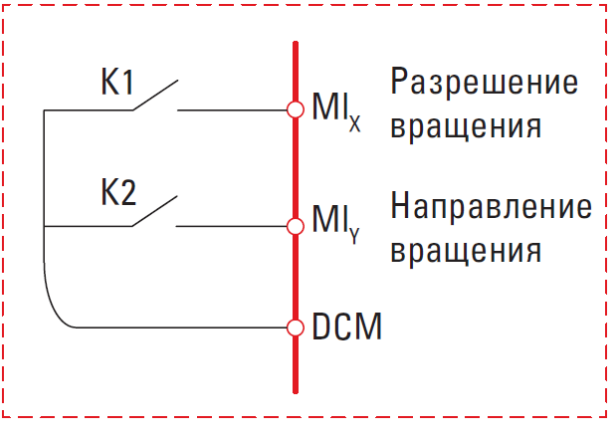 K1
MIX
Разрешение
вращения
K2
MIY
Направление
вращения
DCM